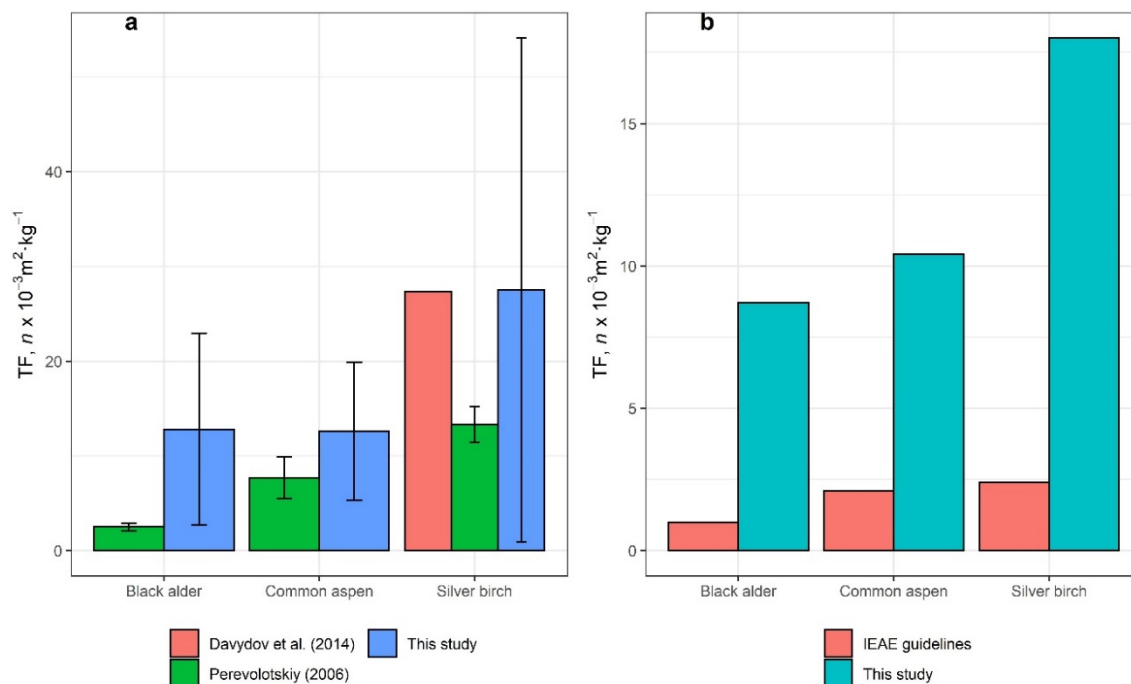 a
TF, n x 10⁻³m²·kg⁻¹
40
20
0
Black alder Common aspen Silver birch
Davydov et al. (2014) This study
Perevolotskiy (2006)
b
TF, n x 10⁻³m²·kg⁻¹
15
10
5
0
Black alder Common aspen Silver birch
IEAE guidelines
This study